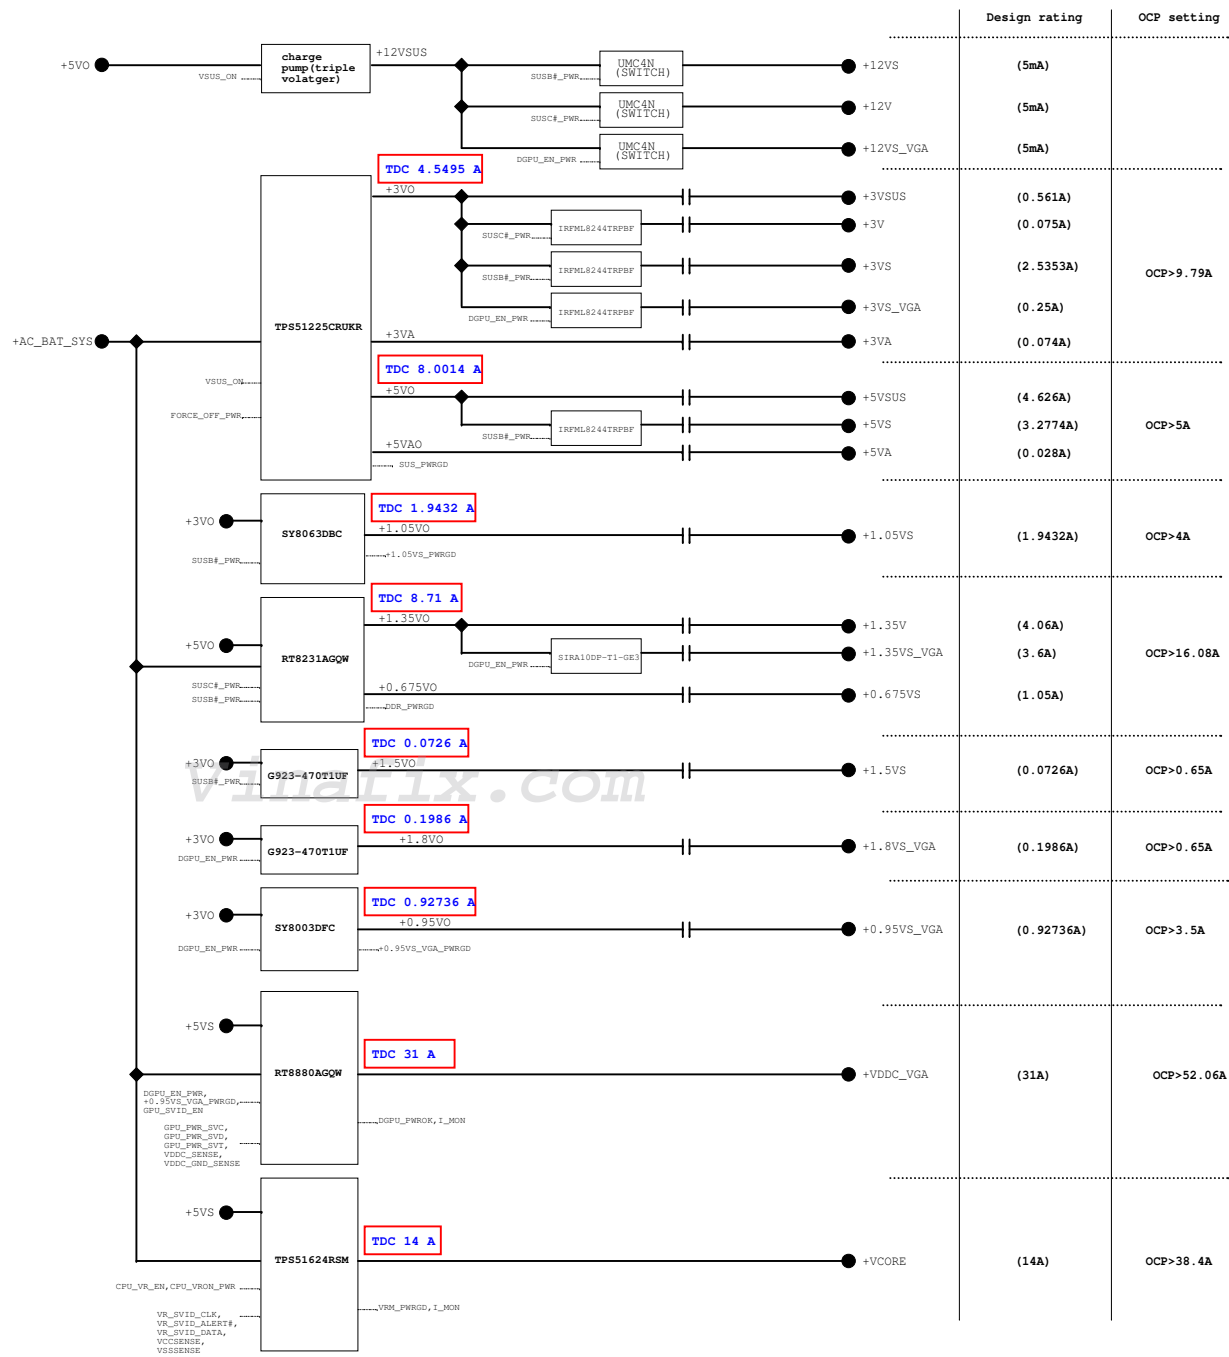 Design rating OCP setting
+5VO
charge
pump(triple
volatger)
VSUS_ON
+12VSUS
SUSB#_PWR
UMC4N
(SWITCH)
+12VS (5mA)
SUSC#_PWR
UMC4N
(SWITCH)
+12V (5mA)
DGPU_EN_PWR
UMC4N
(SWITCH)
+12VS_VGA (5mA)
TDC 4.5495 A
+3VO
+3VSUS (0.561A)
SUSC#_PWR
IRFML8244TRPBF
+3V (0.075A)
SUSB#_PWR
IRFML8244TRPBF
+3VS (2.5353A)
OCP>9.79A
DGPU_EN_PWR
IRFML8244TRPBF
+3VS_VGA (0.25A)
TPS51225CRUKR
+AC_BAT_SYS
+3VA
+3VA (0.074A)
TDC 8.0014 A
VSUS_ON
+5VO
+5VSUS (4.626A)
FORCE_OFF_PWR
SUSB#_PWR
IRFML8244TRPBF
+5VS (3.2774A) OCP>5A
+5VAO
+5VA (0.028A)
SUS_PWRGD
TDC 1.9432 A
+3VO
SY8063DBC
+1.05VO
+1.05VS (1.9432A) OCP>4A
SUSB#_PWR
+1.05VS_PWRGD
TDC 8.71 A
+1.35VO
+1.35V (4.06A)
+5VO
RT8231AGQW
DGPU_EN_PWR
SIRA10DP-T1-GE3
+1.35VS_VGA (3.6A) OCP>16.08A
SUSC#_PWR
SUSB#_PWR
+0.675VO
+0.675VS (1.05A)
DDR_PWRGD
TDC 0.0726 A
+3VO
SUSB#_PWR
G923-470T1UF
+1.5VO
+1.5VS (0.0726A) OCP>0.65A
Vinafix.com
TDC 0.1986 A
+3VO
DGPU_EN_PWR
G923-470T1UF
+1.8VO
+1.8VS_VGA (0.1986A) OCP>0.65A
TDC 0.92736 A
+3VO
SY8003DFC
+0.95VO
+0.95VS_VGA (0.92736A) OCP>3.5A
DGPU_EN_PWR
+0.95VS_VGA_PWRGD
+5VS
TDC 31 A
RT8880AGQW
+VDDC_VGA (31A) OCP>52.06A
DGPU_EN_PWR,
+0.95VS_VGA_PWRGD,
GPU_SVID_EN
DGPU_PWROK,I_MON
GPU_PWR_SVC,
GPU_PWR_SVD,
GPU_PWR_SVT,
VDDC_SENSE,
VDDC_GND_SENSE
+5VS
TDC 14 A
TPS51624RSM
+VCORE (14A) OCP>38.4A
CPU_VR_EN,CPU_VRON_PWR
VRM_PWRGD,I_MON
VR_SVID_CLK,
VR_SVID_ALERT#,
VR_SVID_DATA,
VCCSENSE,
VSSSENSE